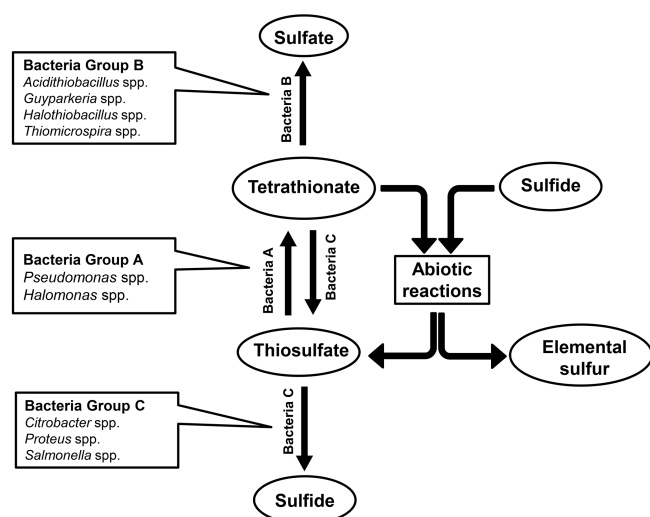 Sulfate
Bacteria Group B
Acidithiobacillus spp.
Guyparkeria spp.
Halothiobacillus spp.
Thiomicrospira spp.
Bacteria B
Tetrathionate
Sulfide
Bacteria Group A
Pseudomonas spp.
Halomonas spp.
Bacteria A
Bacteria C
Abiotic
reactions
Thiosulfate
Elemental
sulfur
Bacteria Group C
Citrobacter spp.
Proteus spp.
Salmonella spp.
Bacteria C
Sulfide